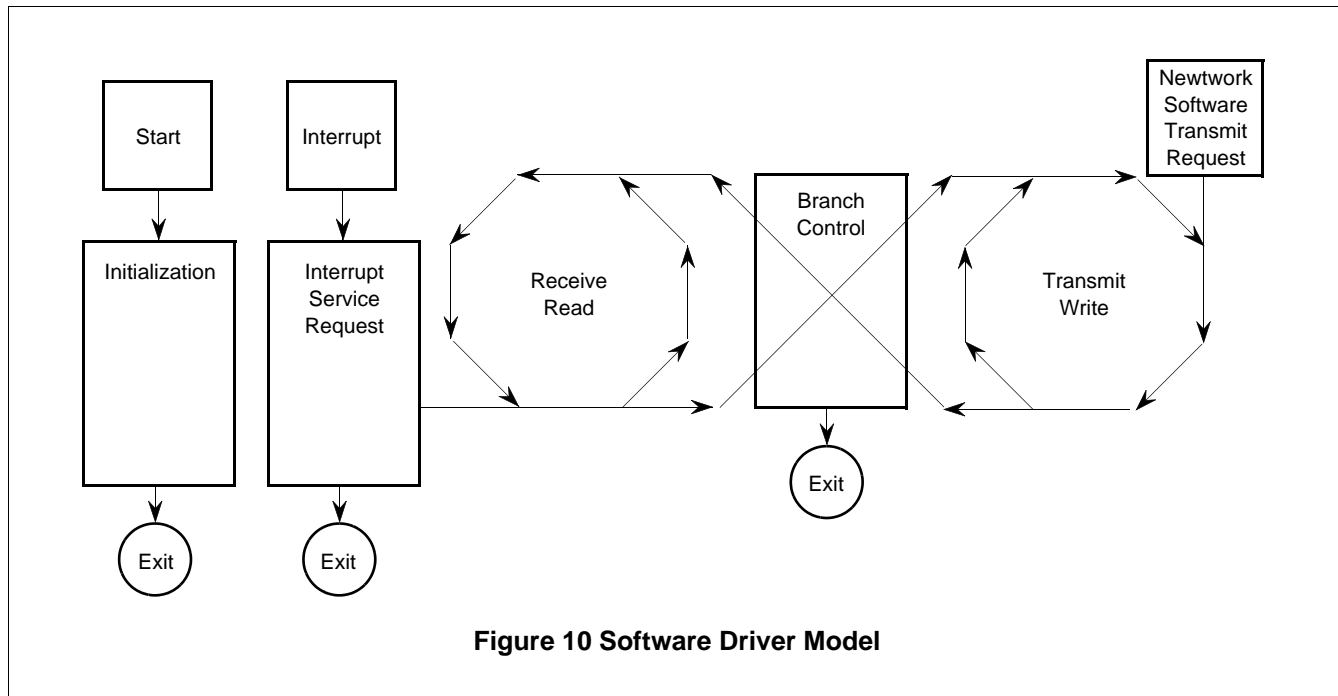 Start
Interrupt
Newtwork
Software
Transmit
Request
Initialization
Interrupt
Service
Request
Receive
Read
Branch
Control
Transmit
Write
Exit
Exit
Exit
Figure 10 Software Driver Model